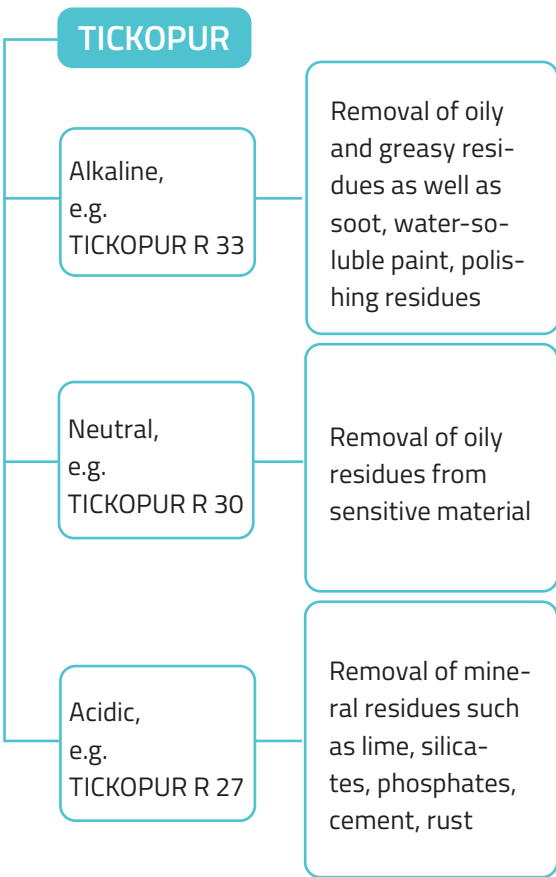 TICKOPUR
Alkaline,
e.g.
TICKOPUR R 33
Removal of oily
and greasy resi-
dues as well as
soot, water-so-
luble paint, polis-
hing residues
Neutral,
e.g.
TICKOPUR R 30
Removal of oily
residues from
sensitive material
Acidic,
e.g.
TICKOPUR R 27
Removal of mine-
ral residues such
as lime, silica-
tes, phosphates,
cement, rust